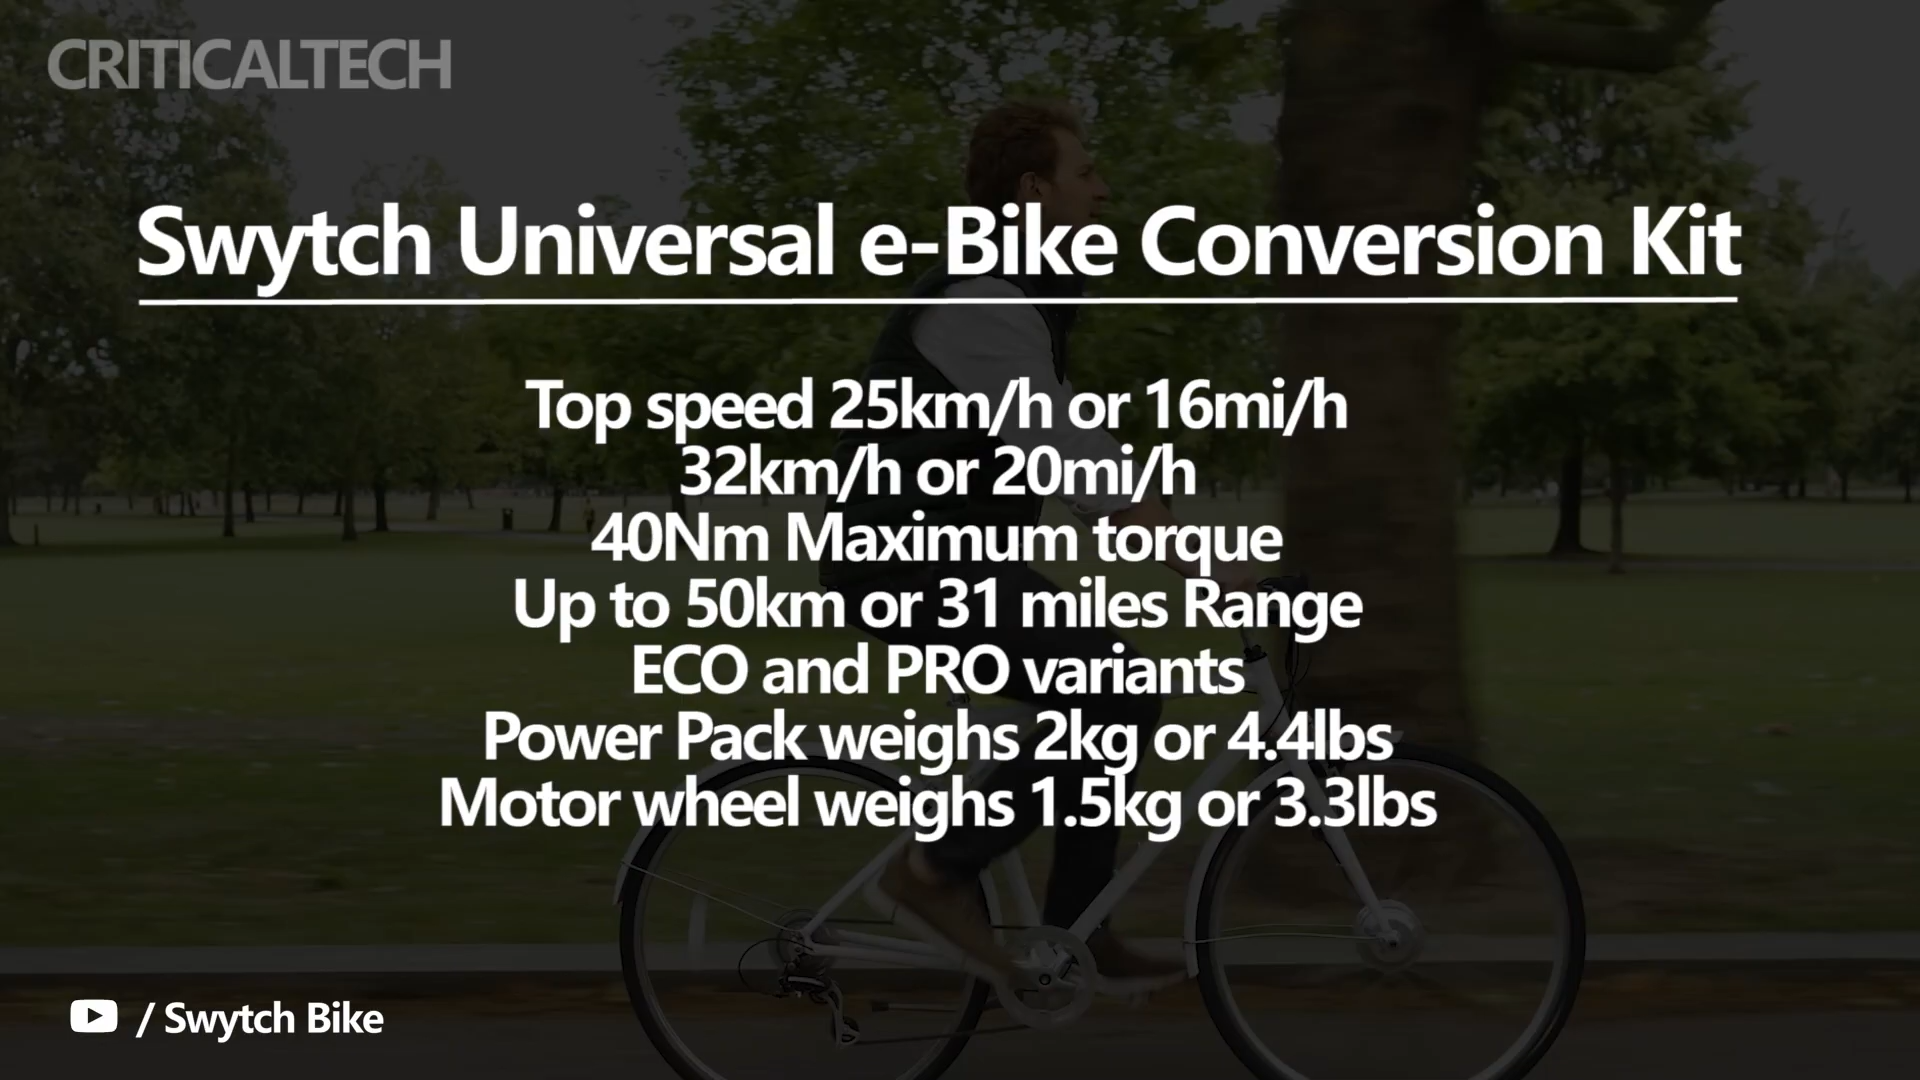 CRITICALTECH
Swytch Universal e-Bike Conversion Kit
Top speed 25km/h or 16mi/h
32km/h or 20mi/h
40Nm Maximum torque
Up to 50km or 31 miles Range
ECO and PRO variants
Power Pack weighs 2kg or 4.4lbs
Motor wheel weighs 1.5kg or 3.3lbs
/ Swytch Bike